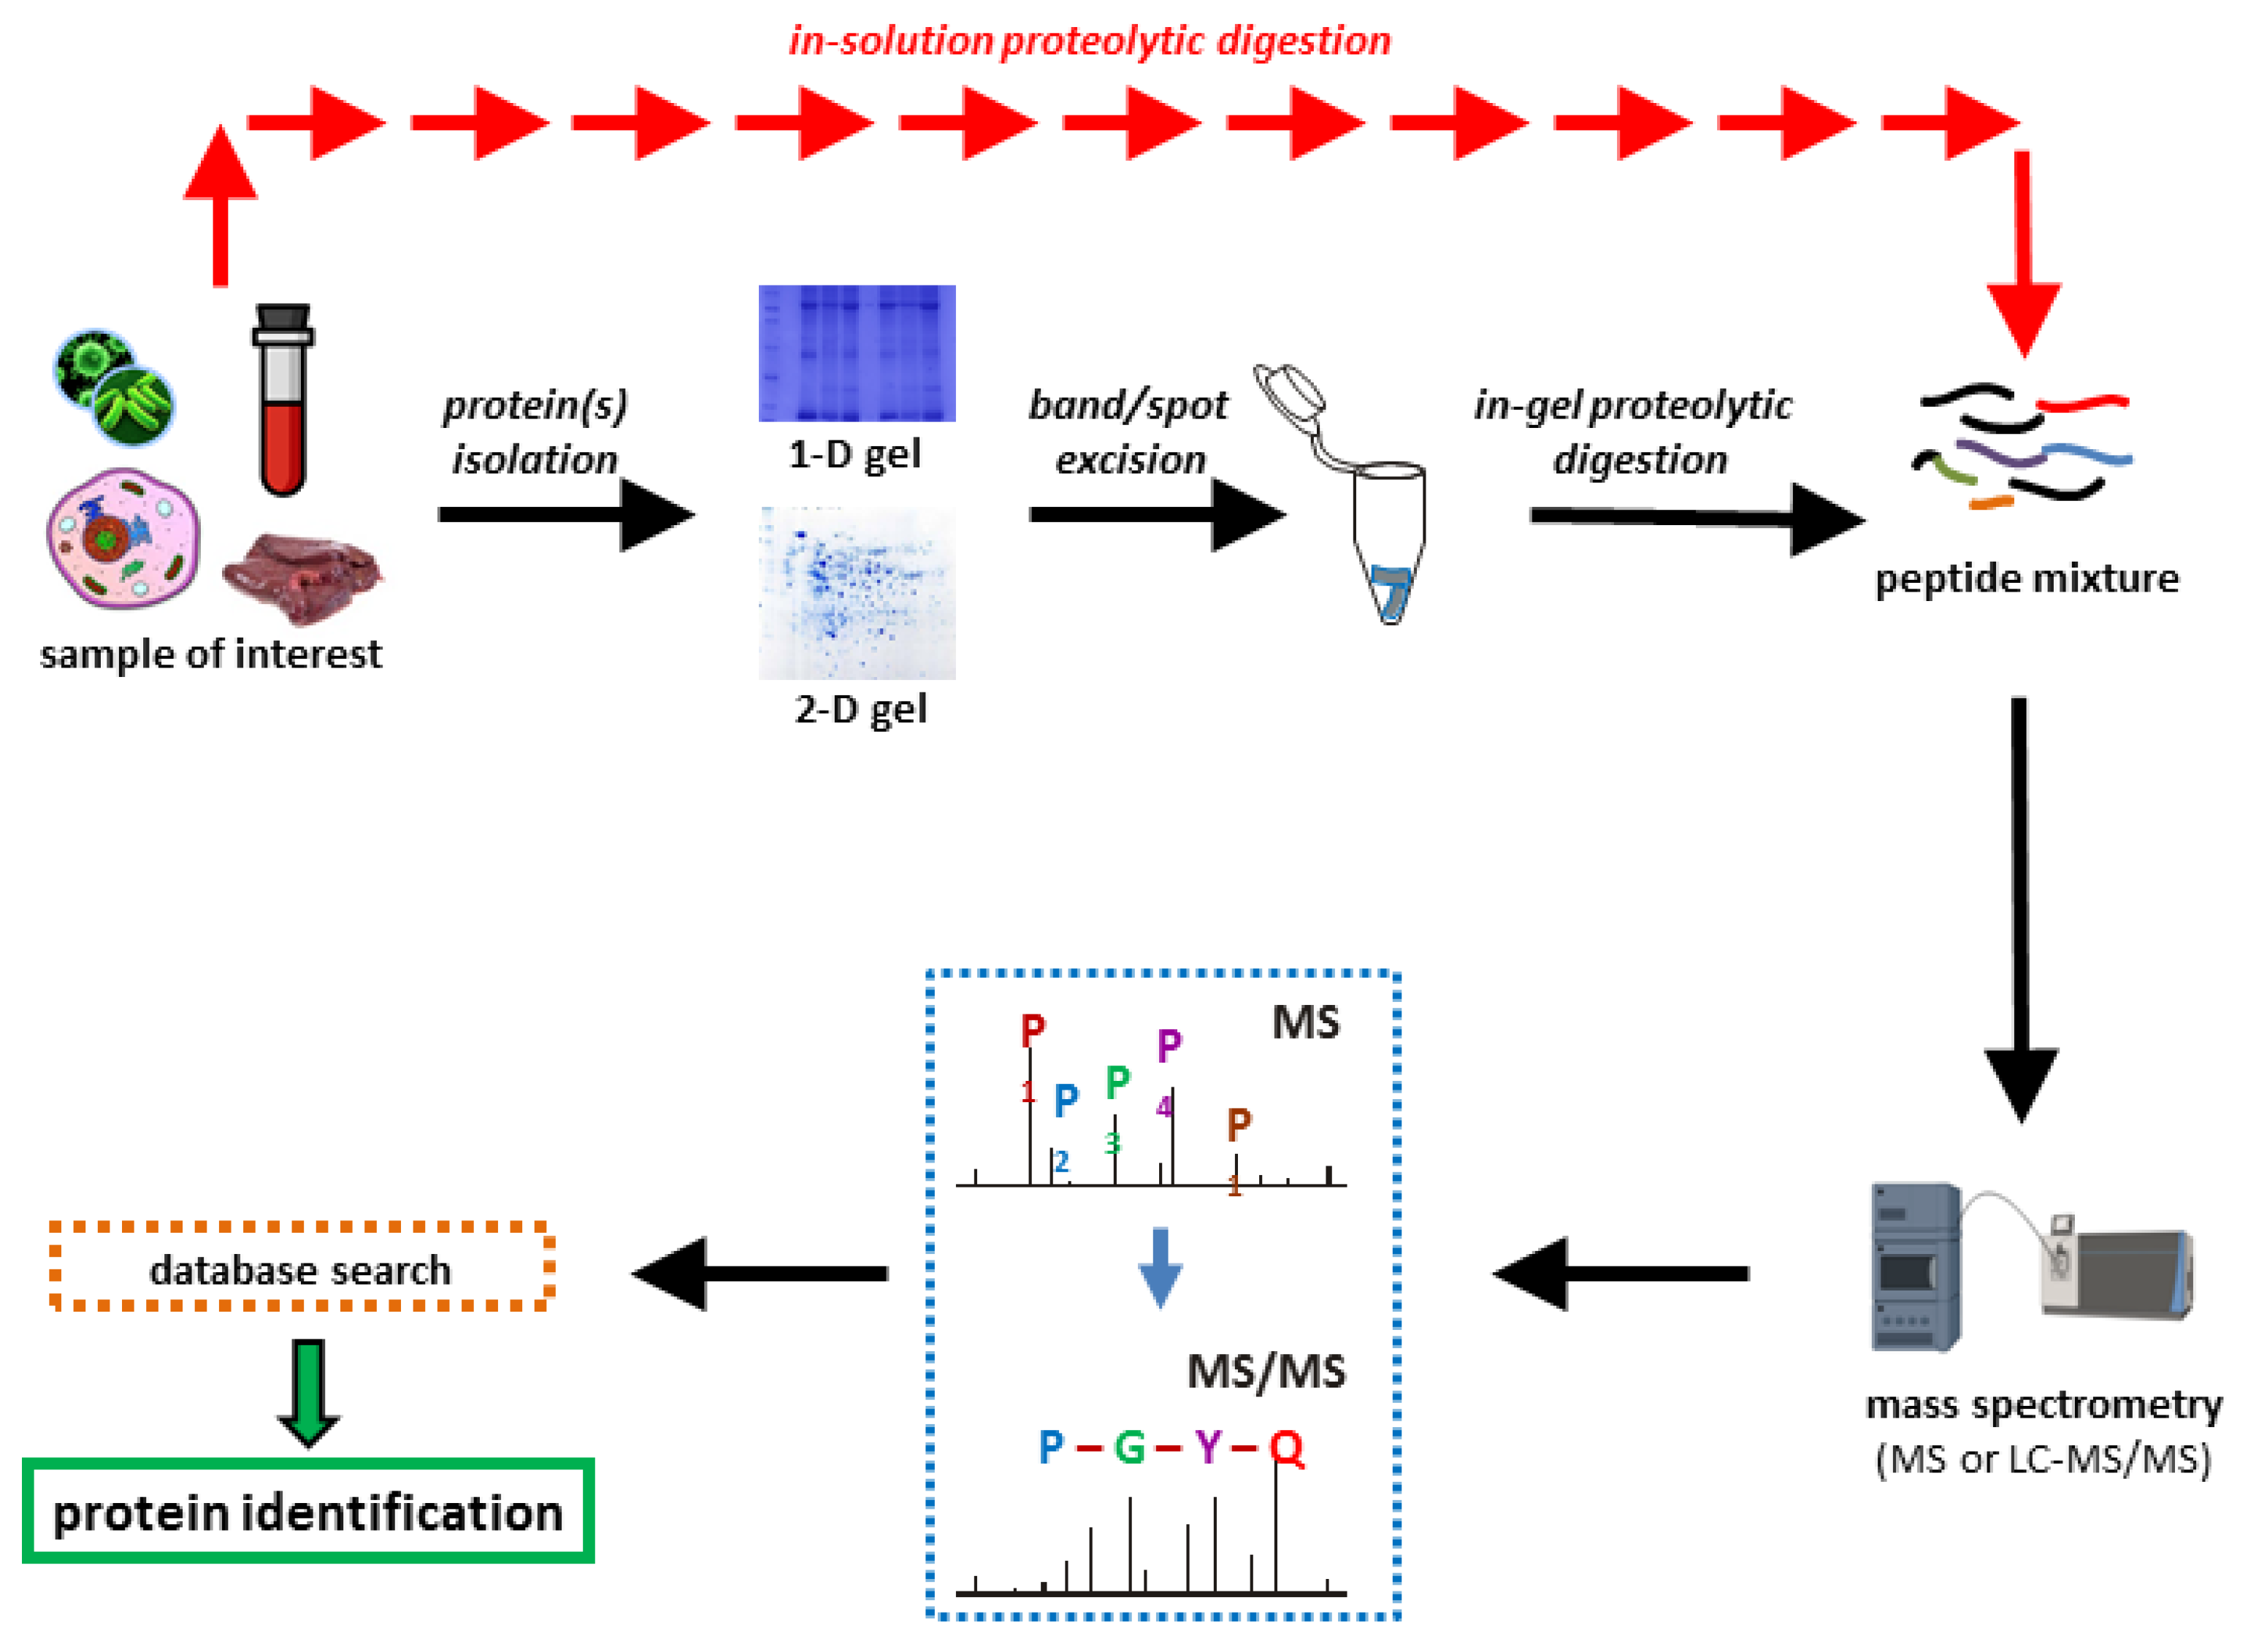 in-solution proteolytic digestion
protein(s)
isolation
1-D gel
2-D gel
band/spot
excision
in-gel proteolytic
digestion
sample of interest
peptide mixture
MS
P
1
P
2
P
3
P
4
P
1
MS/MS
P – G – Y – Q
mass spectrometry
(MS or LC-MS/MS)
database search
protein identification